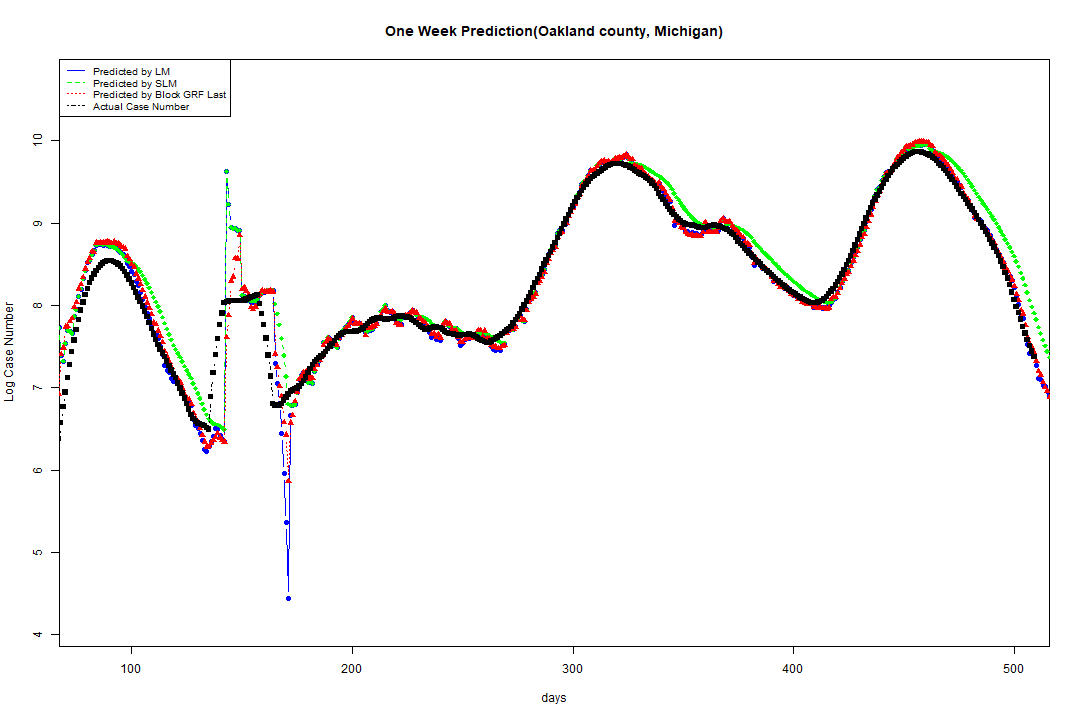 One Week Prediction(Oakland county, Michigan)
Predicted by LM
Predicted by SLM
Predicted by Block GRF Last
Actual Case Number
Log Case Number
10
9
8
7
6
5
4
100
200
300
400
500
days